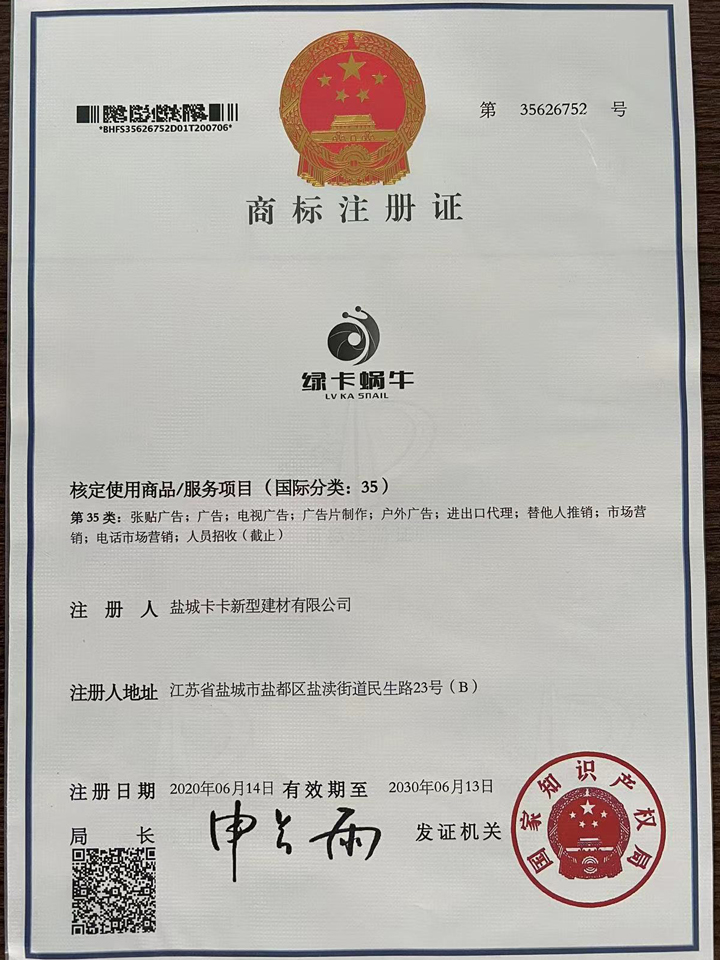 *BHFS35626752D01T200706*
第 35626752 号
商标注册证
绿卡蜗牛
LV KA SNAIL
核定使用商品/服务项目（国际分类：35）
第35类：张贴广告；广告；电视广告；广告片制作；户外广告；进出口代理；替他人推销；市场营
销；电话市场营销；人员招收（截止）
注册人 盐城卡卡新型建材有限公司
注册人地址 江苏省盐城市盐都区盐渎街道民生路23号（B）
注册日期 2020年06月14日 有效期至 2030年06月13日
局长 申长雨 发证机关
国家知识产权局